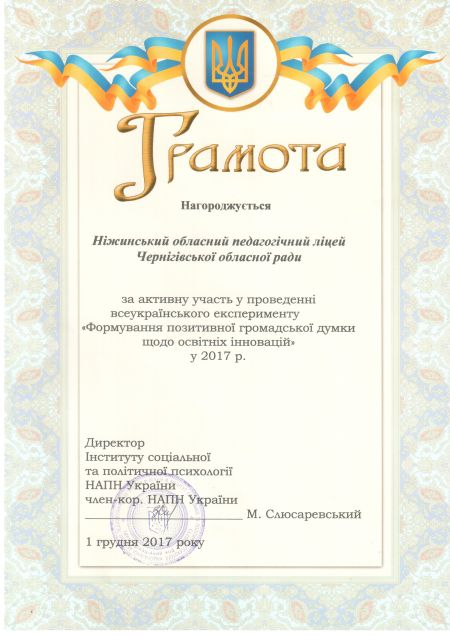 Грамота
Нагороджується
Ніжинський обласний педагогічний ліцей
Чернігівської обласної ради
за активну участь у проведенні
всеукраїнського експерименту
«Формування позитивної громадської думки
щодо освітніх інновацій»
у 2017 р.
Директор
Інституту соціальної
та політичної психології
НАПН України
член-кор. НАПН України
М. Слюсаревський
1 грудня 2017 року